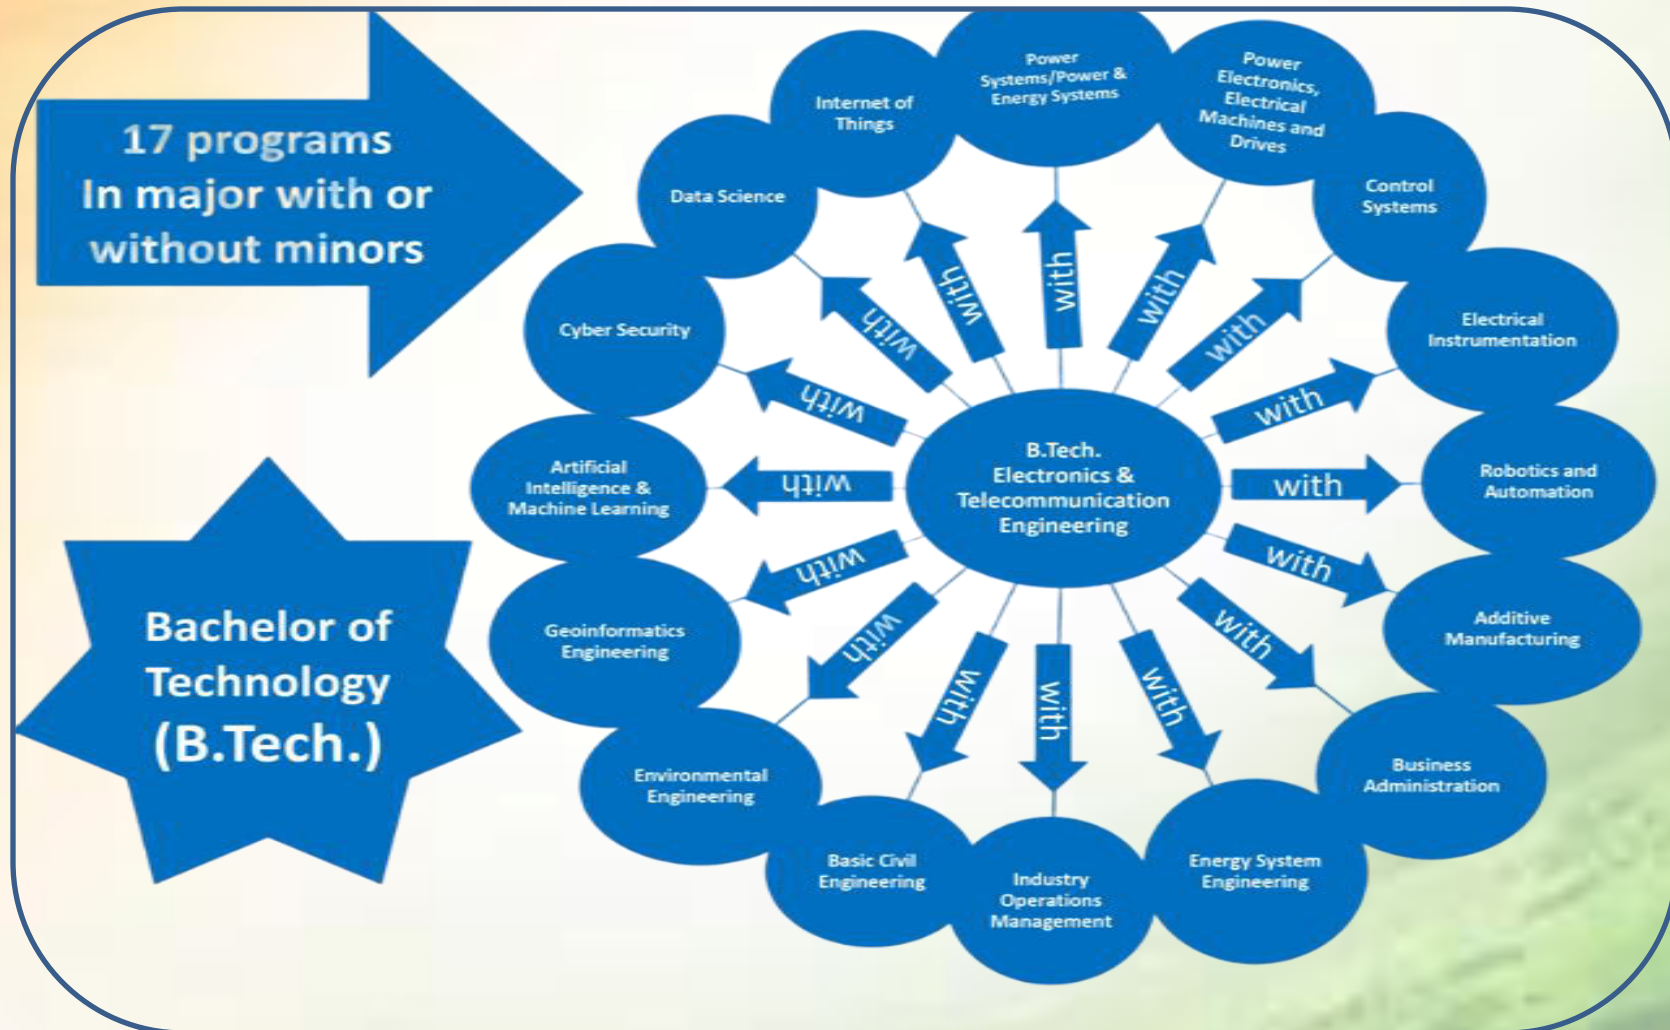 17 programs
In major with or
without minors
Bachelor of
Technology
(B.Tech.)
B.Tech.
Electronics &
Telecommunication
Engineering
Power
Systems/Power &
Energy Systems
with
Power
Electronics,
Electrical
Machines and
Drives
with
Control
Systems
with
Electrical
Instrumentation
with
Robotics and
Automation
with
Additive
Manufacturing
with
Business
Administration
with
Energy System
Engineering
with
Industry
Operations
Management
with
Basic Civil
Engineering
with
Environmental
Engineering
with
Geoinformatics
Engineering
with
Artificial
Intelligence &
Machine Learning
with
Cyber Security
with
Data Science
with
Internet of
Things
with